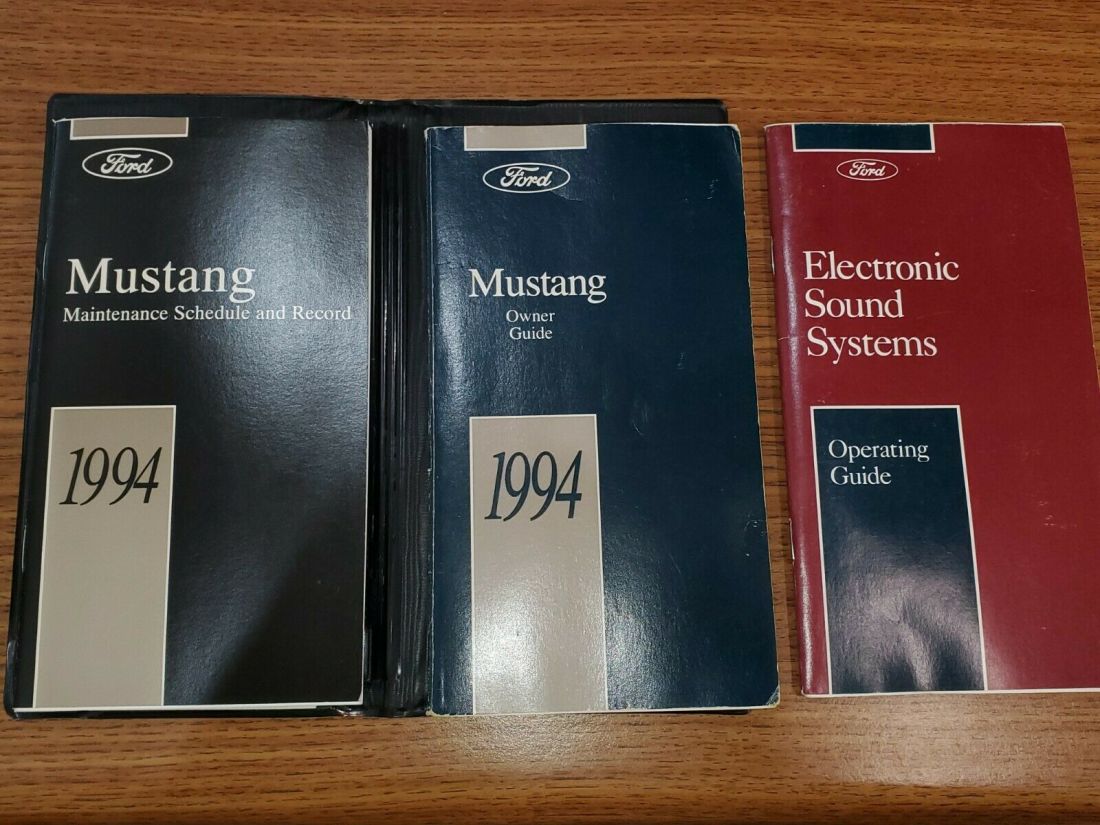 Ford
Mustang
Maintenance Schedule and Record
1994
Ford
Mustang
Owner
Guide
1994
Ford
Electronic
Sound
Systems
Operating
Guide